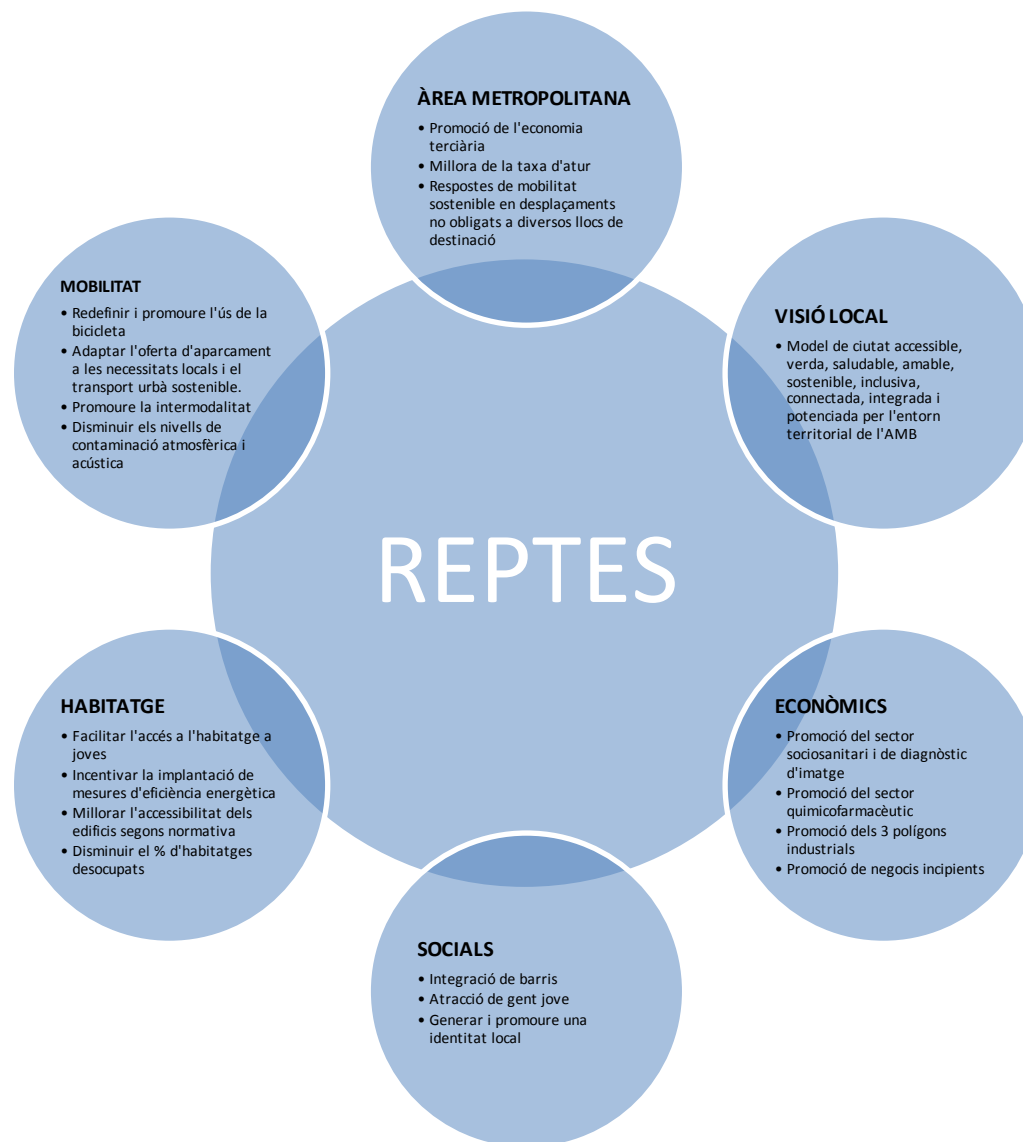 ÀREA METROPOLITANA
• Promoció de l'economia
terciària
• Millora de la taxa d'atur
• Respostes de mobilitat
sostenible en desplaçaments
no obligats a diversos llocs de
destinació
VISIÓ LOCAL
• Model de ciutat accessible,
verda, saludable, amable,
sostenible, inclusiva,
connectada, integrada i
potenciada per l'entorn
territorial de l'AMB
ECONÒMICS
• Promoció del sector
sociosanitari i de diagnòstic
d'imatge
• Promoció del sector
quimicofarmacèutic
• Promoció dels 3 polígons
industrials
• Promoció de negocis incipients
SOCIALS
• Integració de barris
• Atracció de gent jove
• Generar i promoure una
identitat local
HABITATGE
• Facilitar l'accés a l'habitatge a
joves
• Incentivar la implantació de
mesures d'eficiència energètica
• Millorar l'accessibilitat dels
edificis segons normativa
• Disminuir el % d'habitatges
desocupats
MOBILITAT
• Redefinir i promoure l'ús de la
bicicleta
• Adaptar l'oferta d'aparcament
a les necessitats locals i el
transport urbà sostenible.
• Promoure la intermodalitat
• Disminuir els nivells de
contaminació atmosfèrica i
acústica
REPTES